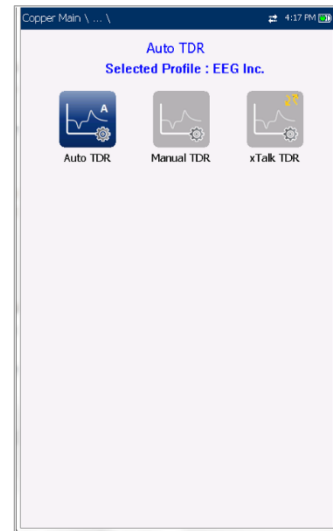 Copper Main \ ... \
4:17 PM
Auto TDR
Selected Profile : EEG Inc.
A
Auto TDR
Manual TDR
xTalk TDR